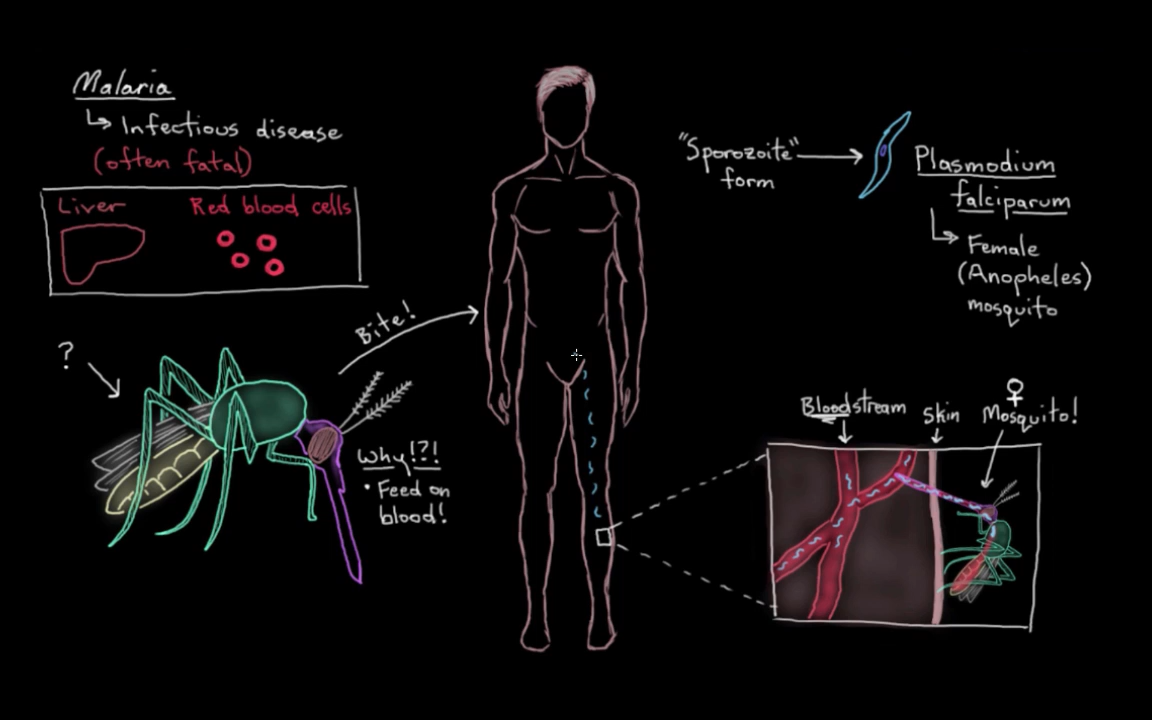 Malaria
↳ Infectious disease
(often fatal)
Liver
Red blood cells
?
Bite!
Why!?!
• Feed on
blood!
"Sporozoite"
form
Plasmodium
falciparum
↳ Female
(Anopheles)
mosquito
Bloodstream
Skin
♀
Mosquito!